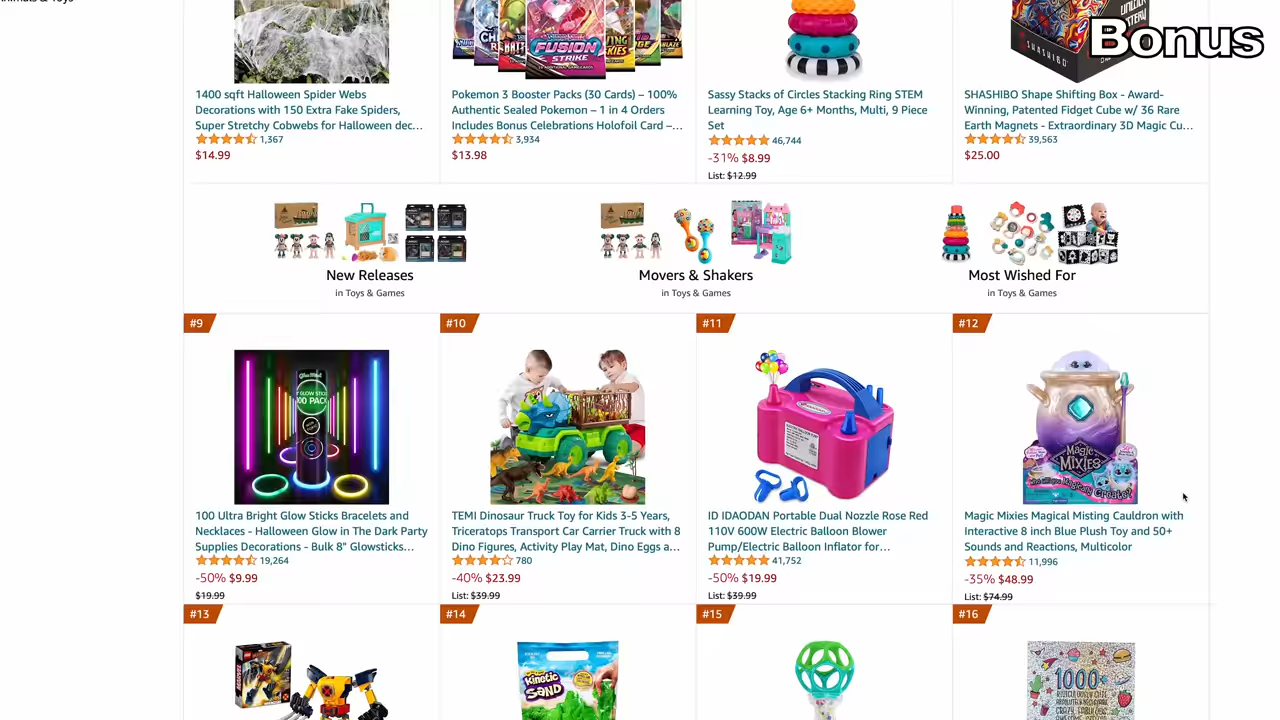 Bonus
1400 sqft Halloween Spider Webs
Decorations with 150 Extra Fake Spiders,
Super Stretchy Cobwebs for Halloween dec…
1,367
$14.99
FUSION
STRIKE
Pokemon 3 Booster Packs (30 Cards) – 100%
Authentic Sealed Pokemon – 1 in 4 Orders
Includes Bonus Celebrations Holofoil Card –…
3,934
$13.98
Sassy Stacks of Circles Stacking Ring STEM
Learning Toy, Age 6+ Months, Multi, 9 Piece
Set
46,744
-31% $8.99
List: $12.99
SHASHIBO
SHASHIBO Shape Shifting Box - Award-
Winning, Patented Fidget Cube w/ 36 Rare
Earth Magnets - Extraordinary 3D Magic Cu…
39,563
$25.00
New Releases
in Toys & Games
Movers & Shakers
in Toys & Games
Most Wished For
in Toys & Games
#9
100 Ultra Bright Glow Sticks Bracelets and
Necklaces - Halloween Glow in The Dark Party
Supplies Decorations - Bulk 8" Glowsticks…
19,264
-50% $9.99
$19.99
#10
TEMI Dinosaur Truck Toy for Kids 3-5 Years,
Triceratops Transport Car Carrier Truck with 8
Dino Figures, Activity Play Mat, Dino Eggs a…
780
-40% $23.99
List: $39.99
#11
ID IDAODAN Portable Dual Nozzle Rose Red
110V 600W Electric Balloon Blower
Pump/Electric Balloon Inflator for…
41,752
-50% $19.99
List: $39.99
#12
Magic
Mixies
Magic Mixies Magical Misting Cauldron with
Interactive 8 inch Blue Plush Toy and 50+
Sounds and Reactions, Multicolor
11,996
-35% $48.99
List: $74.99
#13
#14
Kinetic
SAND
#15
#16
1000+